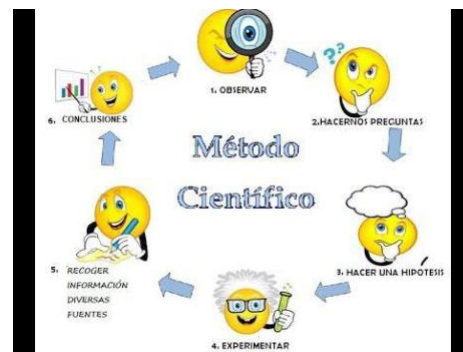 1. OBSERVAR
??
2.HACERNOS PREGUNTAS
3. HACER UNA HIPOTESIS
4. EXPERIMENTAR
5. RECOGER
INFORMACIÓN
DIVERSAS
FUENTES
6. CONCLUSIONES
Método
Científico